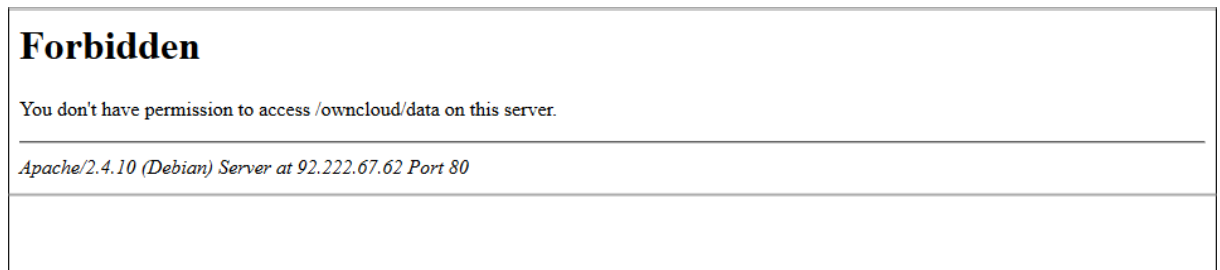 Forbidden
You don't have permission to access /owncloud/data on this server.
Apache/2.4.10 (Debian) Server at 92.222.67.62 Port 80